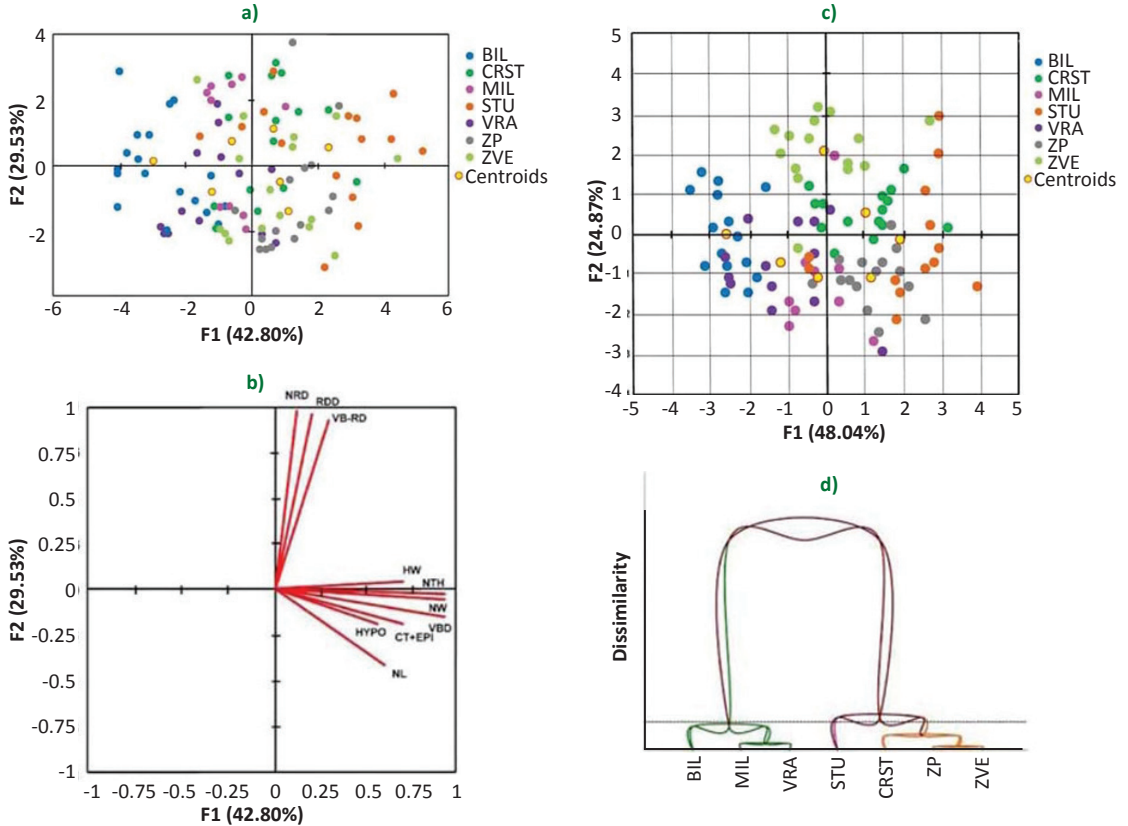 a)
4
2
0
-2
-6
-4
-2
0
2
4
6
F2 (29.53%)
F1 (42.80%)
BIL
CRST
MIL
STU
VRA
ZP
ZVE
Centroids
b)
1
0.75
0.5
0.25
0
-0.25
-0.5
-0.75
-1
-1
-0.75
-0.5
-0.25
0
0.25
0.5
0.75
1
F2 (29.53%)
F1 (42.80%)
NRD
RDD
VB-RD
HW
NTH
NW
VBD
CT+EPI
HYPO
NL
c)
5
4
3
2
1
0
-1
-2
-3
-4
-5
-4
-3
-2
-1
0
1
2
3
4
5
F2 (24.87%)
F1 (48.04%)
BIL
CRST
MIL
STU
VRA
ZP
ZVE
Centroids
d)
Dissimilarity
BIL
MIL
VRA
STU
CRST
ZP
ZVE